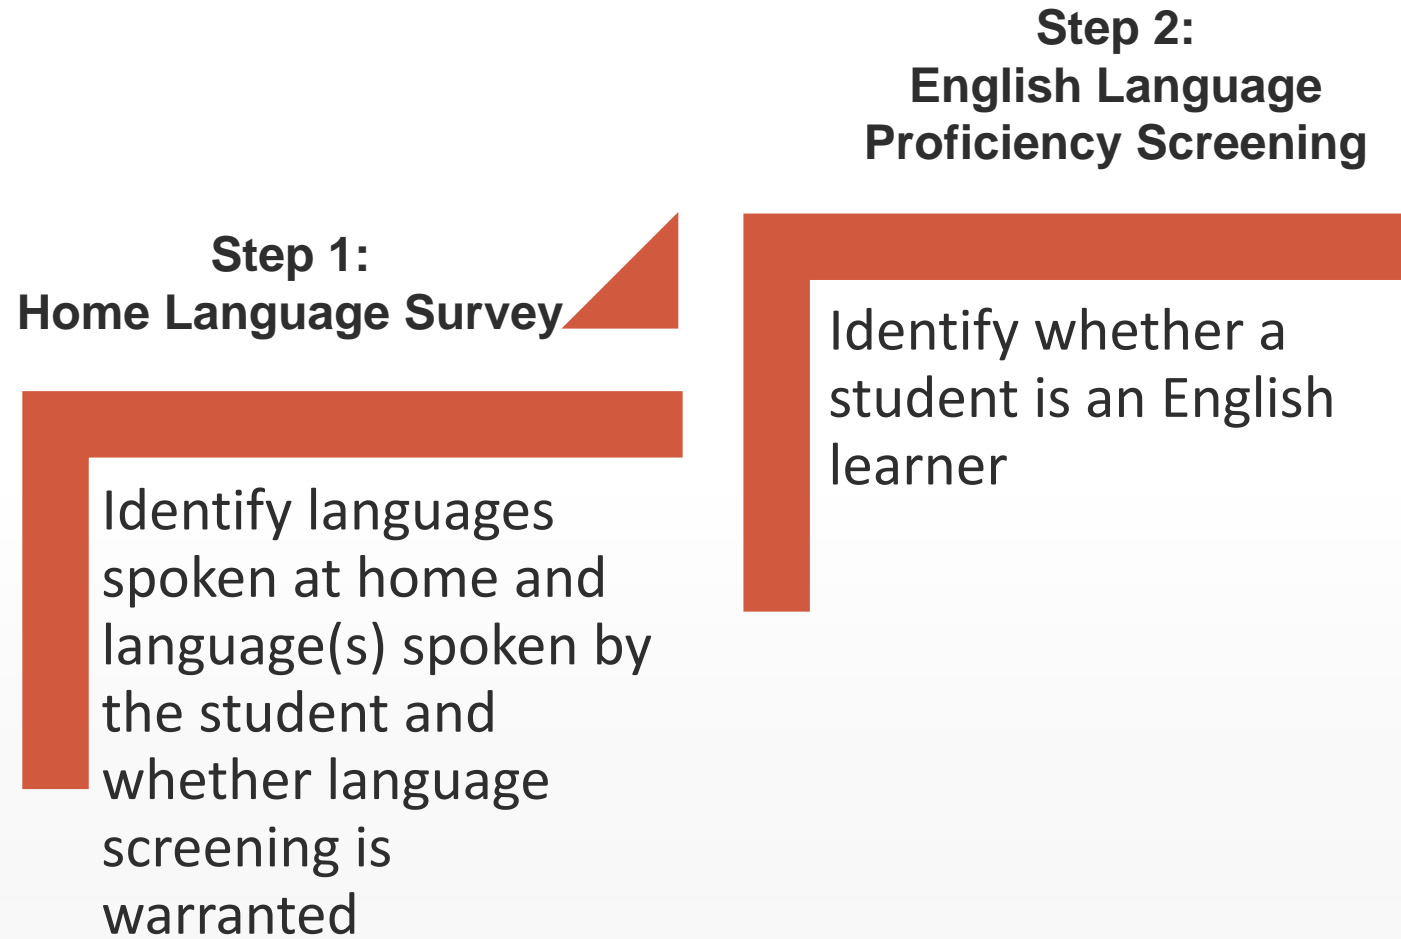 Step 1:
Home Language Survey
Identify languages
spoken at home and
language(s) spoken by
the student and
whether language
screening is
warranted
Step 2:
English Language
Proficiency Screening
Identify whether a
student is an English
learner